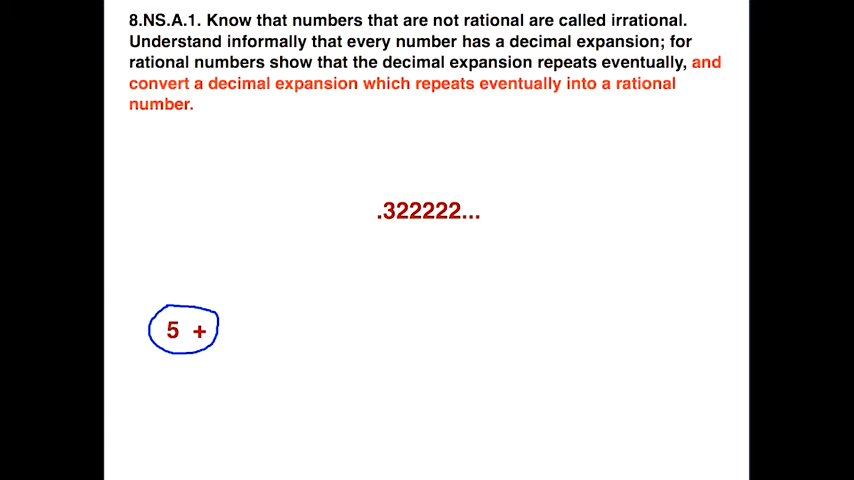 8.NS.A.1. Know that numbers that are not rational are called irrational.
Understand informally that every number has a decimal expansion; for
rational numbers show that the decimal expansion repeats eventually, and
convert a decimal expansion which repeats eventually into a rational
number.
.322222...
5 +